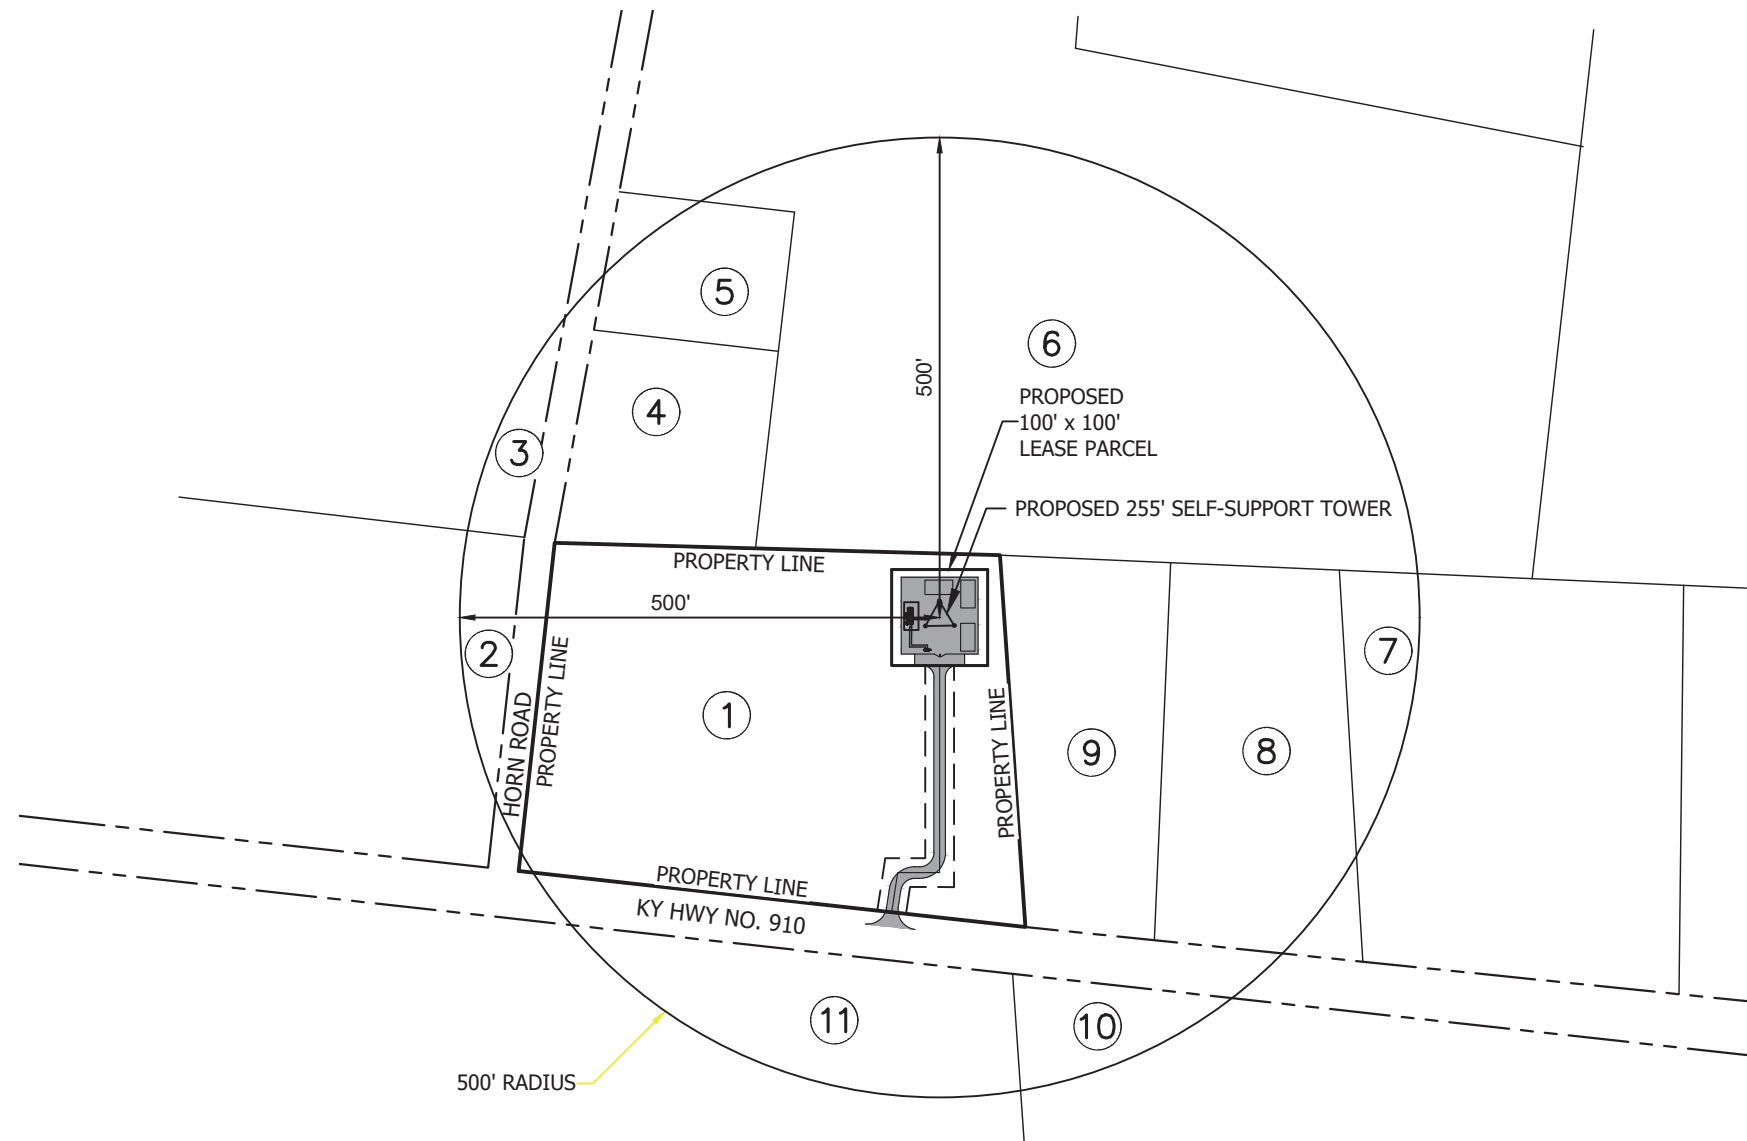 5
6
500'
PROPOSED
100' x 100'
LEASE PARCEL
4
3
PROPOSED 255' SELF-SUPPORT TOWER
PROPERTY LINE
500'
2
7
HORN ROAD
PROPERTY LINE
1
PROPERTY LINE
9
8
PROPERTY LINE
KY HWY NO. 910
11
10
500' RADIUS